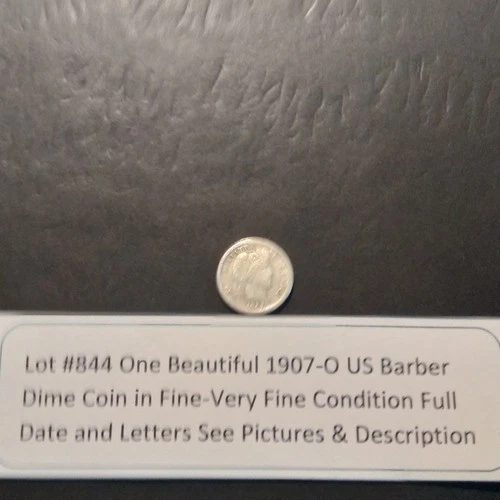 Lot #844 One Beautiful 1907-O US Barber
Dime Coin in Fine-Very Fine Condition Full
Date and Letters See Pictures & Description